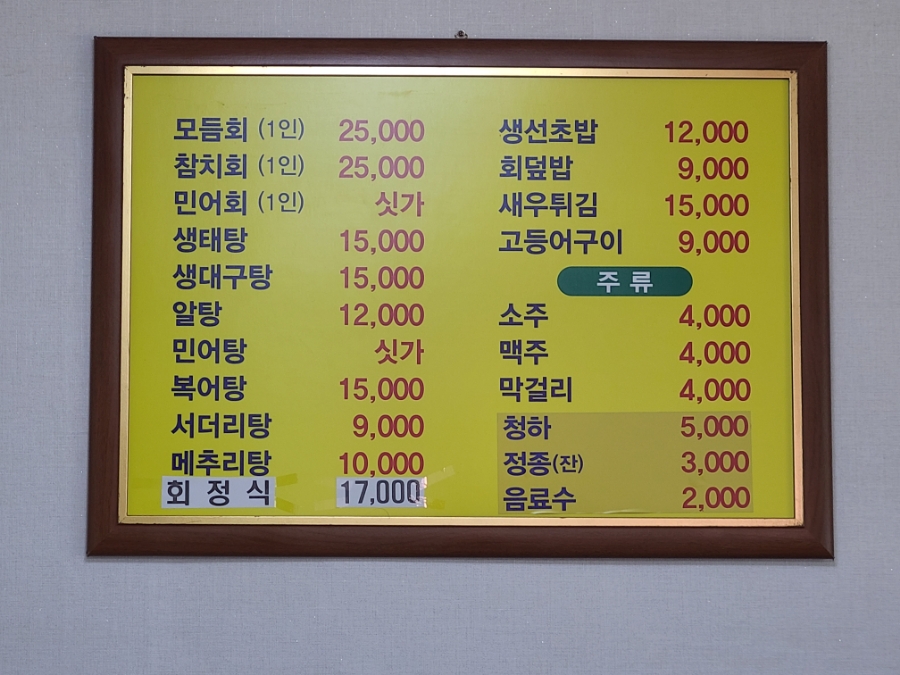 모듬회 (1인) 25,000
참치회 (1인) 25,000
민어회 (1인) 싯가
생태탕 15,000
생대구탕 15,000
알탕 12,000
민어탕 싯가
복어탕 15,000
서더리탕 9,000
메추리탕 10,000
회 정 식 17,000
생선초밥 12,000
회덮밥 9,000
새우튀김 15,000
고등어구이 9,000
주 류
소주 4,000
맥주 4,000
막걸리 4,000
청하 5,000
정종(잔) 3,000
음료수 2,000